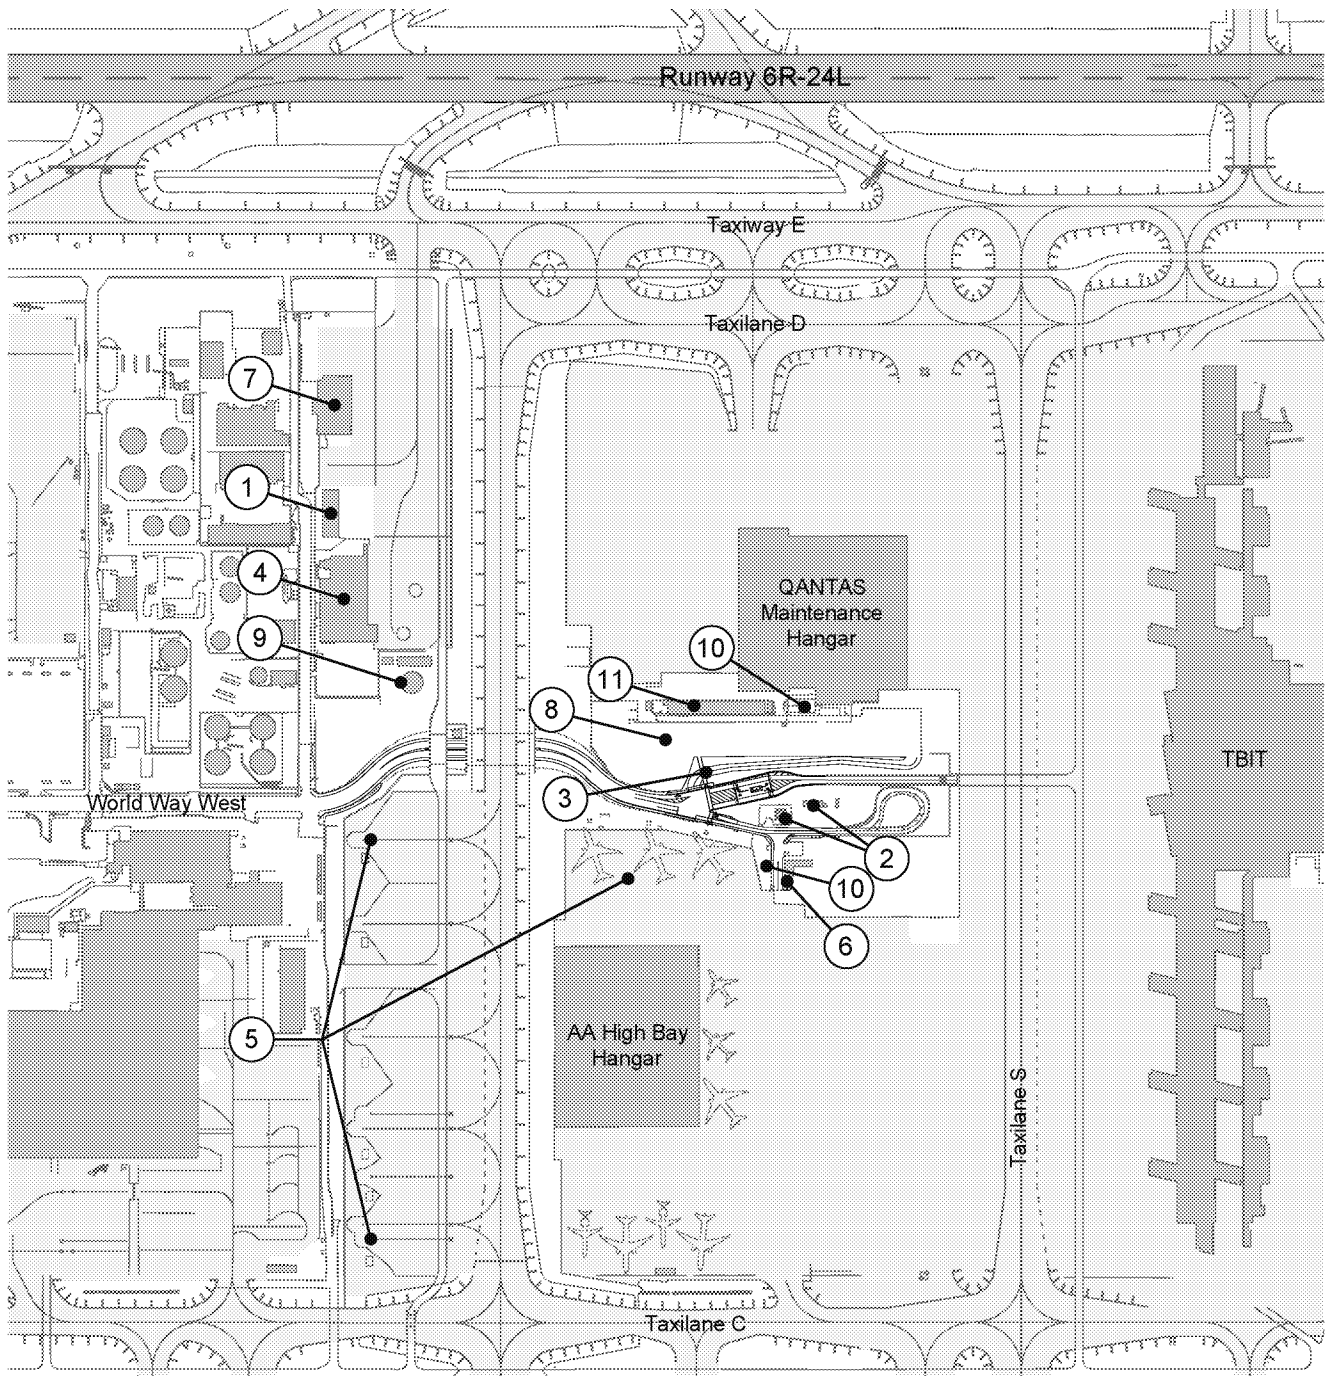 Runway 6R-24L
Taxiway E
Taxilane D
7
1
4
QANTAS
Maintenance
Hangar
9
10
11
8
TBIT
3
World Way West
2
10
6
5
AA High Bay
Hangar
Taxilane S
Taxilane C